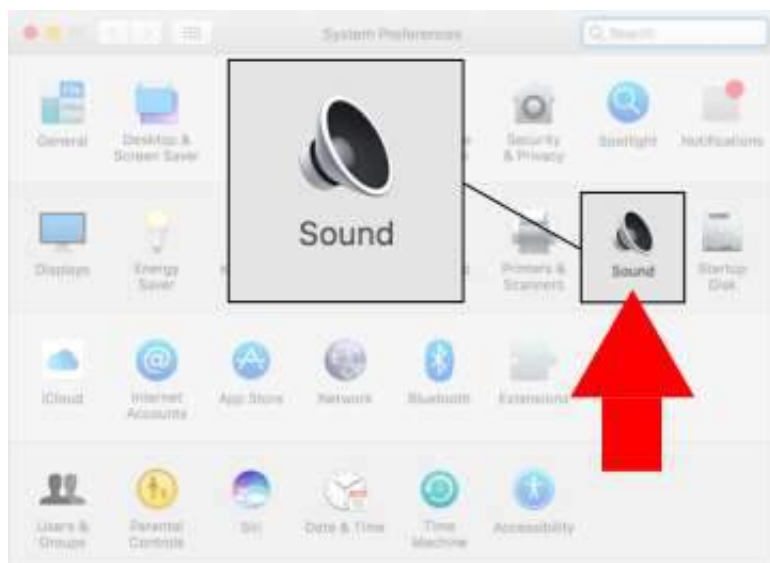 System Preferences
Search
General
Desktop &
Screen Saver
Security
& Privacy
Spotlight
Notifications
Sound
Displays
Energy
Saver
Printers &
Scanners
Sound
Startup
Disk
iCloud
Internet
Accounts
App Store
Network
Bluetooth
Extensions
Users &
Groups
Parental
Controls
Siri
Date & Time
Time
Machine
Accessibility